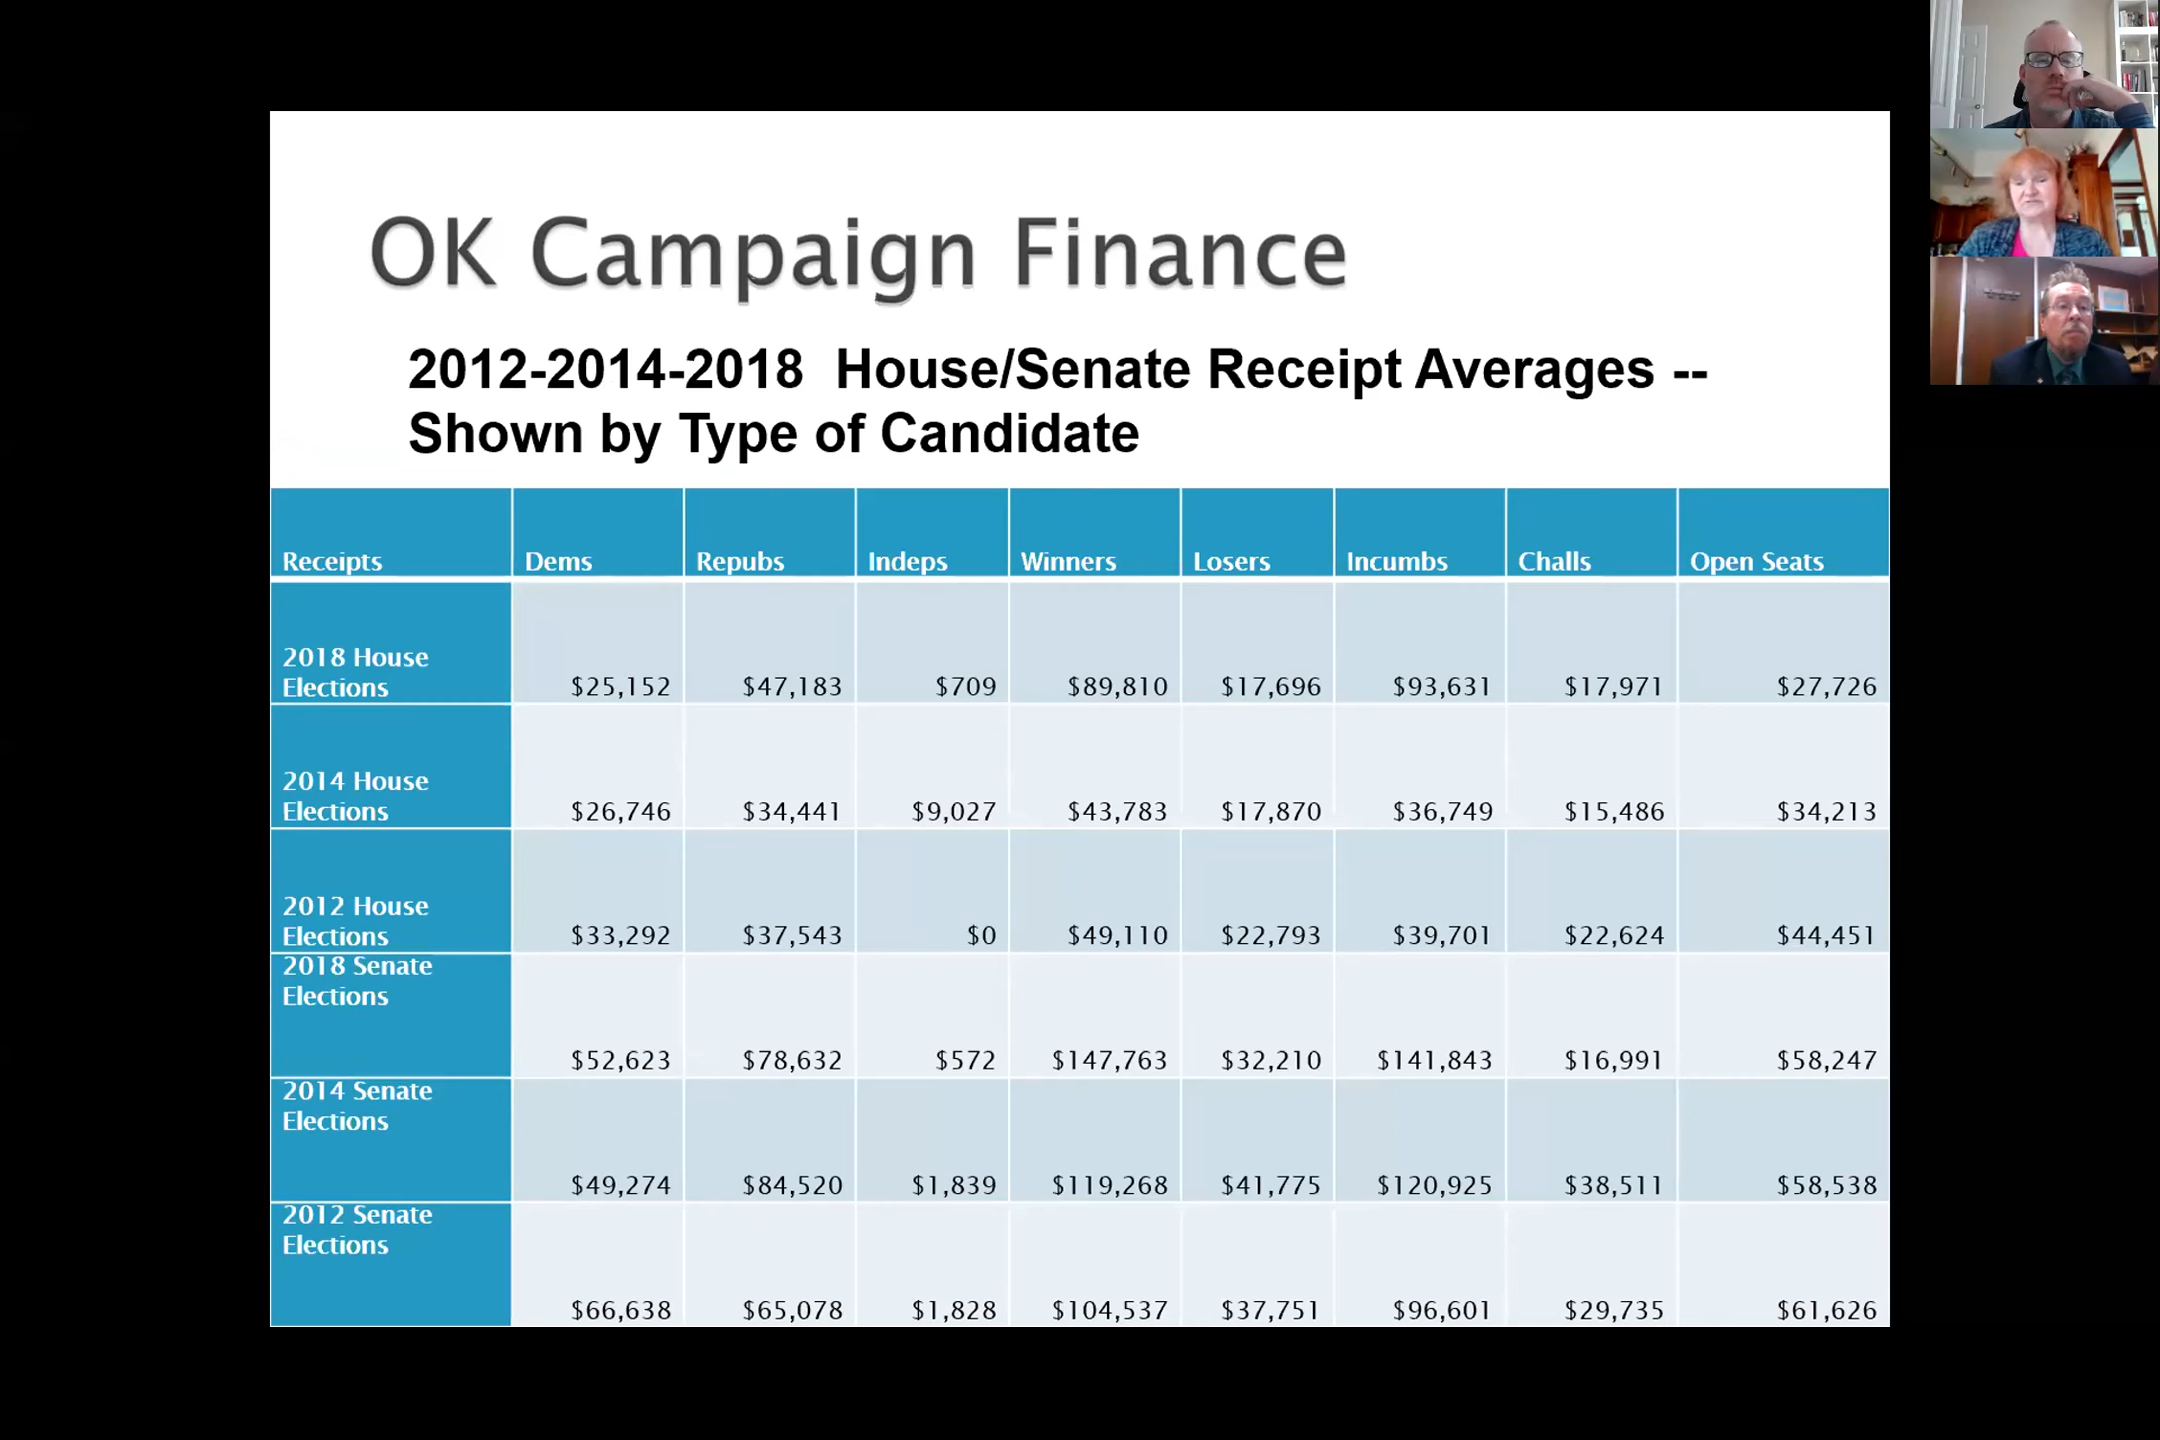 OK Campaign Finance
2012-2014-2018 House/Senate Receipt Averages --
Shown by Type of Candidate
Receipts Dems Repubs Indeps Winners Losers Incumbs Challs Open Seats
2018 House
Elections $25,152 $47,183 $709 $89,810 $17,696 $93,631 $17,971 $27,726
2014 House
Elections $26,746 $34,441 $9,027 $43,783 $17,870 $36,749 $15,486 $34,213
2012 House
Elections $33,292 $37,543 $0 $49,110 $22,793 $39,701 $22,624 $44,451
2018 Senate
Elections
$52,623 $78,632 $572 $147,763 $32,210 $141,843 $16,991 $58,247
2014 Senate
Elections
$49,274 $84,520 $1,839 $119,268 $41,775 $120,925 $38,511 $58,538
2012 Senate
Elections
$66,638 $65,078 $1,828 $104,537 $37,751 $96,601 $29,735 $61,626